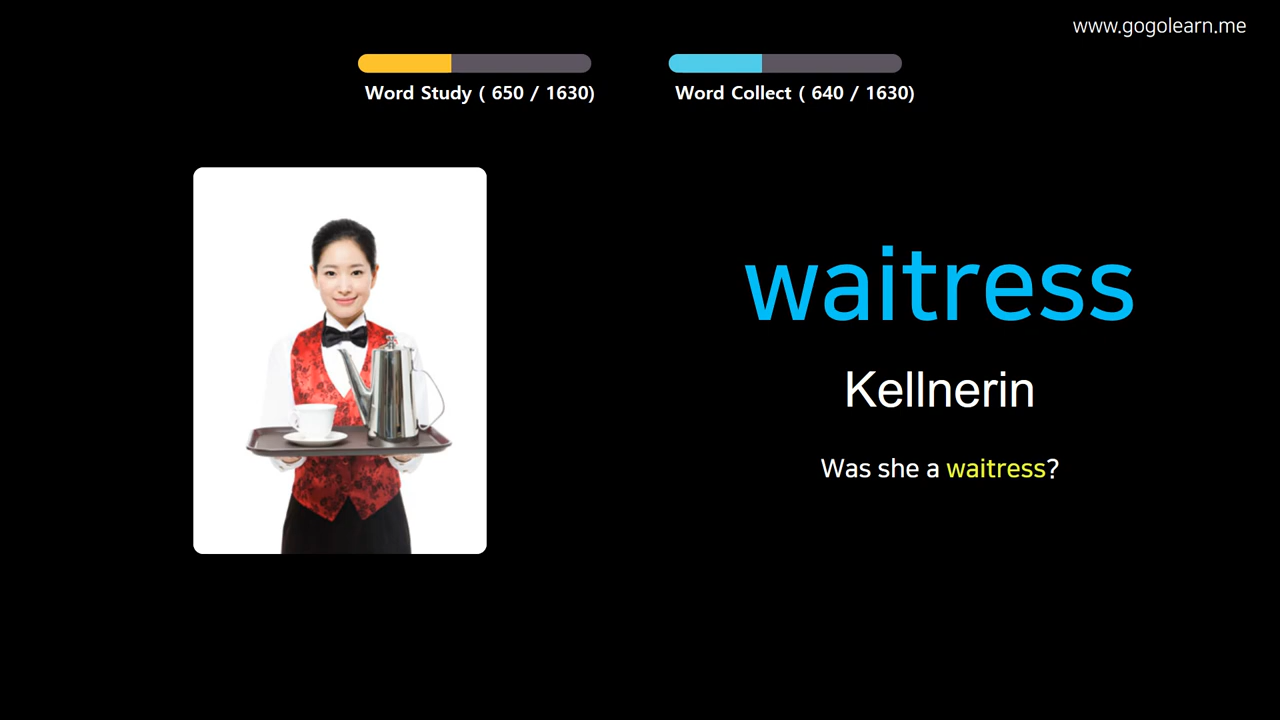 www.gogolearn.me
Word Study ( 650 / 1630)
Word Collect ( 640 / 1630)
waitress
Kellnerin
Was she a waitress?